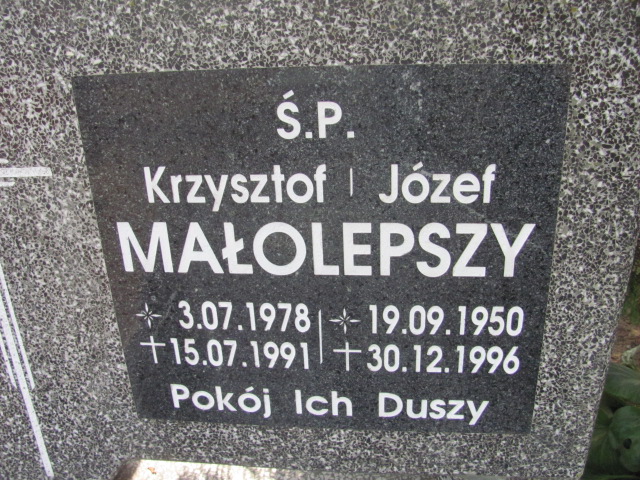 Ś.P.
Krzysztof | Józef
MAŁOLEPSZY
3.07.1978 | 19.09.1950
15.07.1991 | 30.12.1996
Pokój Ich Duszy